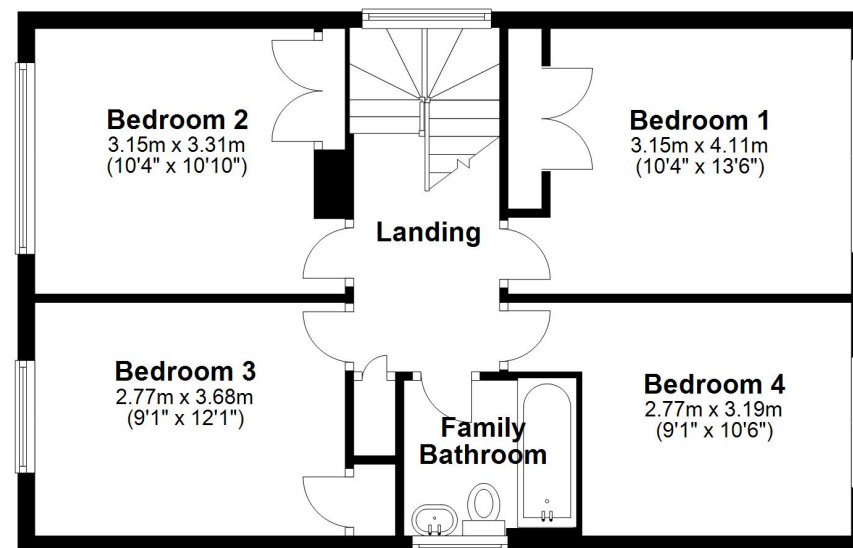 Bedroom 2
3.15m x 3.31m
(10'4" x 10'10")
Bedroom 1
3.15m x 4.11m
(10'4" x 13'6")
Landing
Bedroom 3
2.77m x 3.68m
(9'1" x 12'1")
Bedroom 4
2.77m x 3.19m
(9'1" x 10'6")
Family
Bathroom